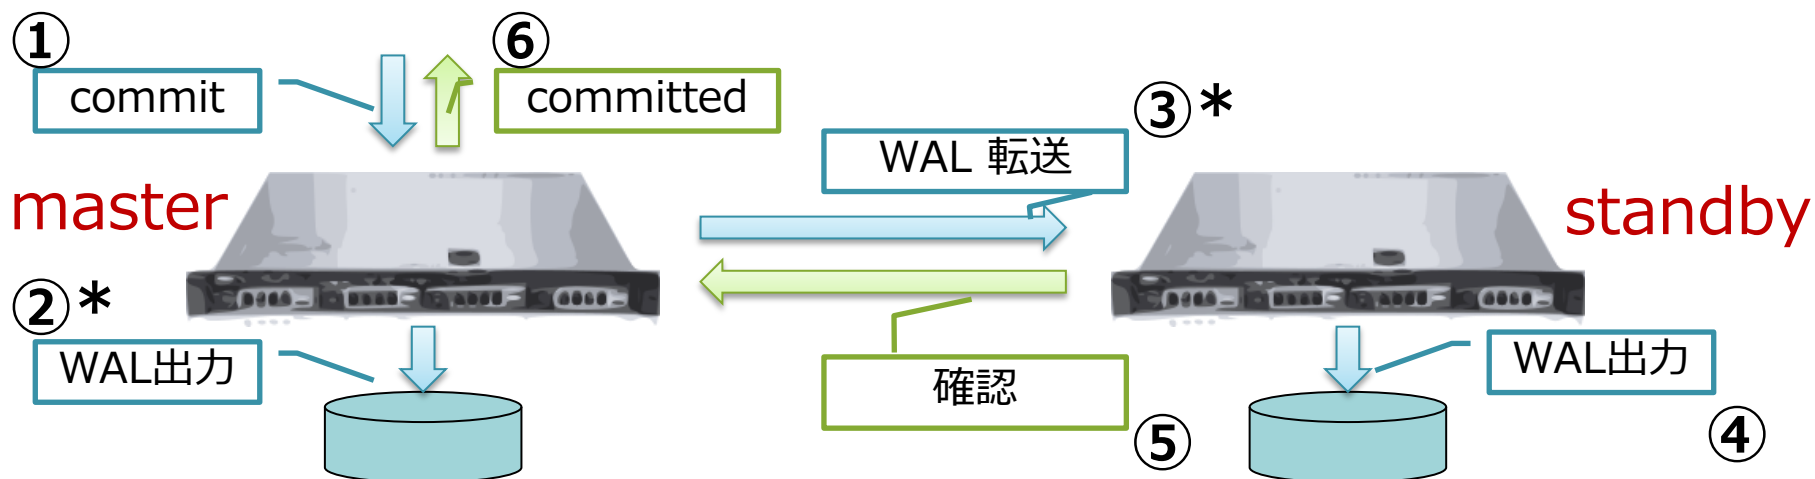 ①
commit
⑥
committed
③*
WAL 転送
master
standby
②*
WAL出力
確認
WAL出力
⑤
④